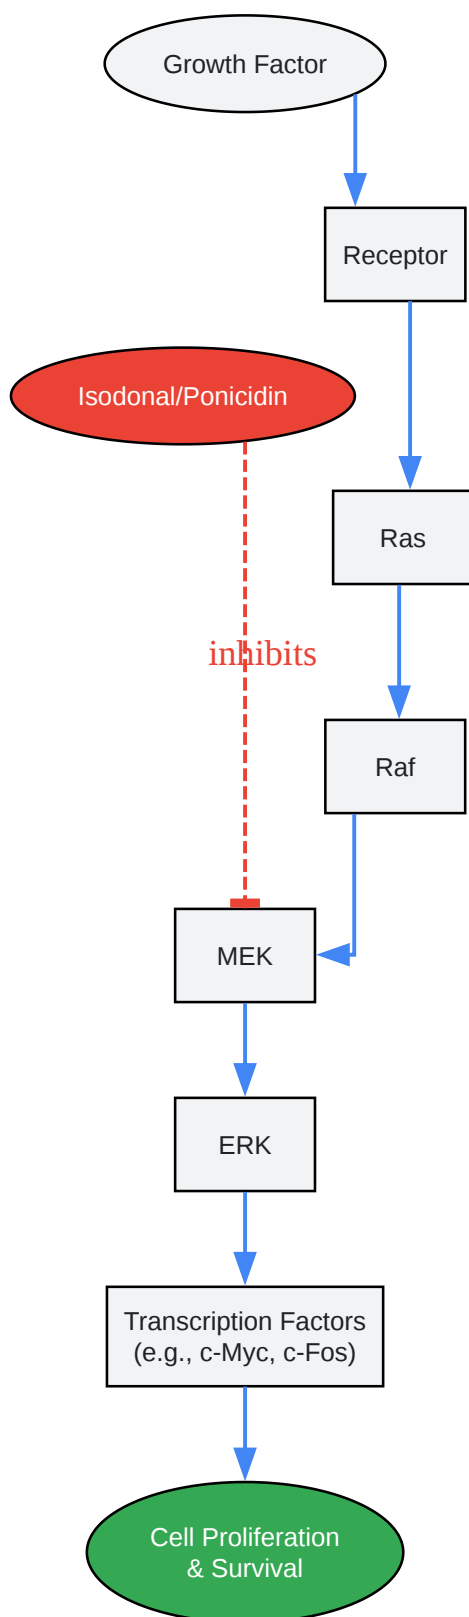 Growth Factor
Receptor
Isodonal/Ponicidin
Ras
inhibits
Raf
MEK
ERK
Transcription Factors
(e.g., c-Myc, c-Fos)
Cell Proliferation
& Survival